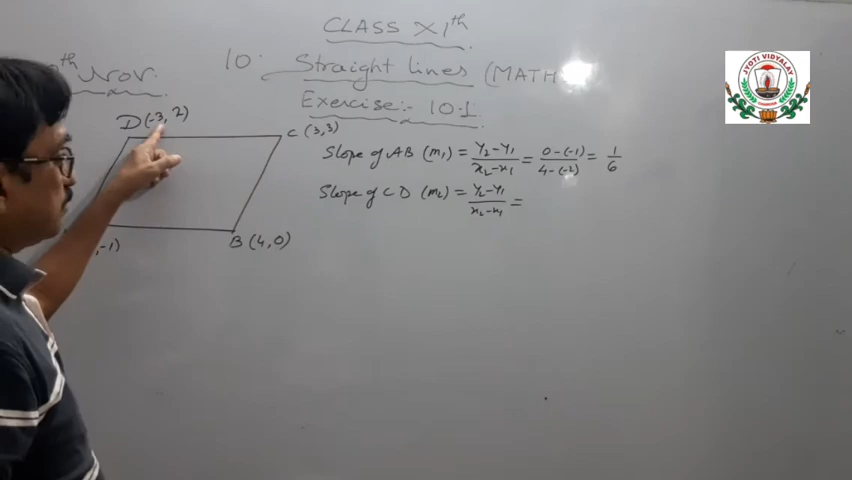 CLASS XIth
10. Straight lines (MATH
Nov.
Exercise:- 10.1
D(-3, 2)
C (3,3)
Slope of AB (m1) = y2-y1/x2-x1 = 0-(-1)/4-(-2) = 1/6
Slope of CD (m2) = y2-y1/x2-x1 =
B (4,0)
,-1)
JYOTI VIDYALAY